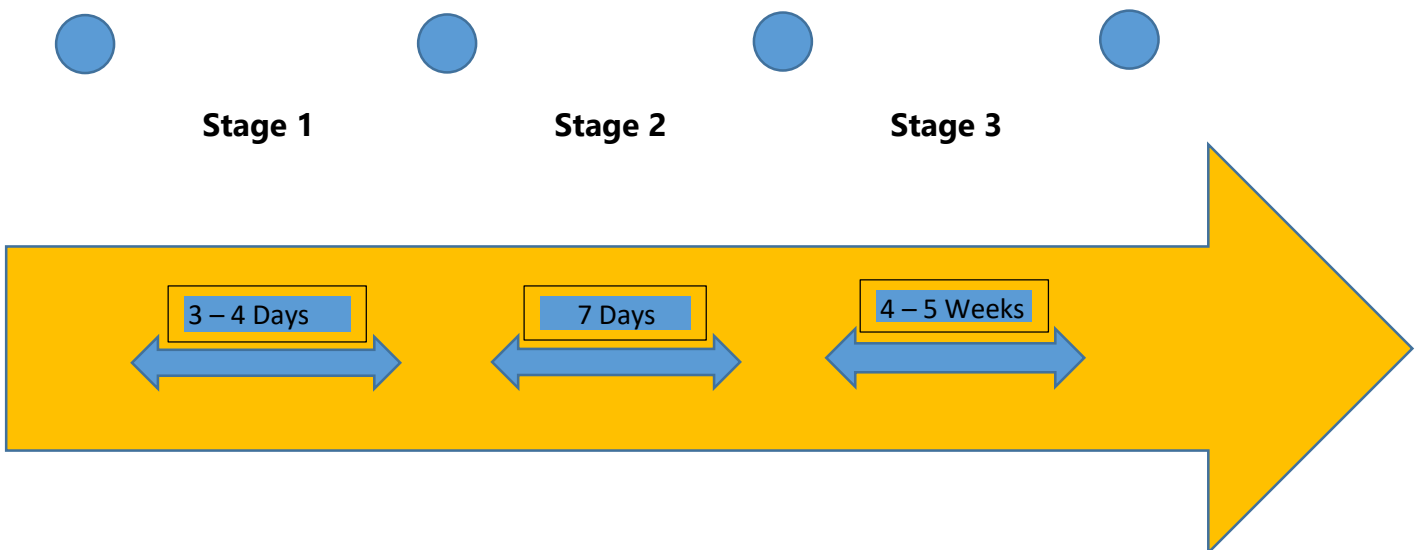 Stage 1
Stage 2
Stage 3
3 – 4 Days
7 Days
4 – 5 Weeks